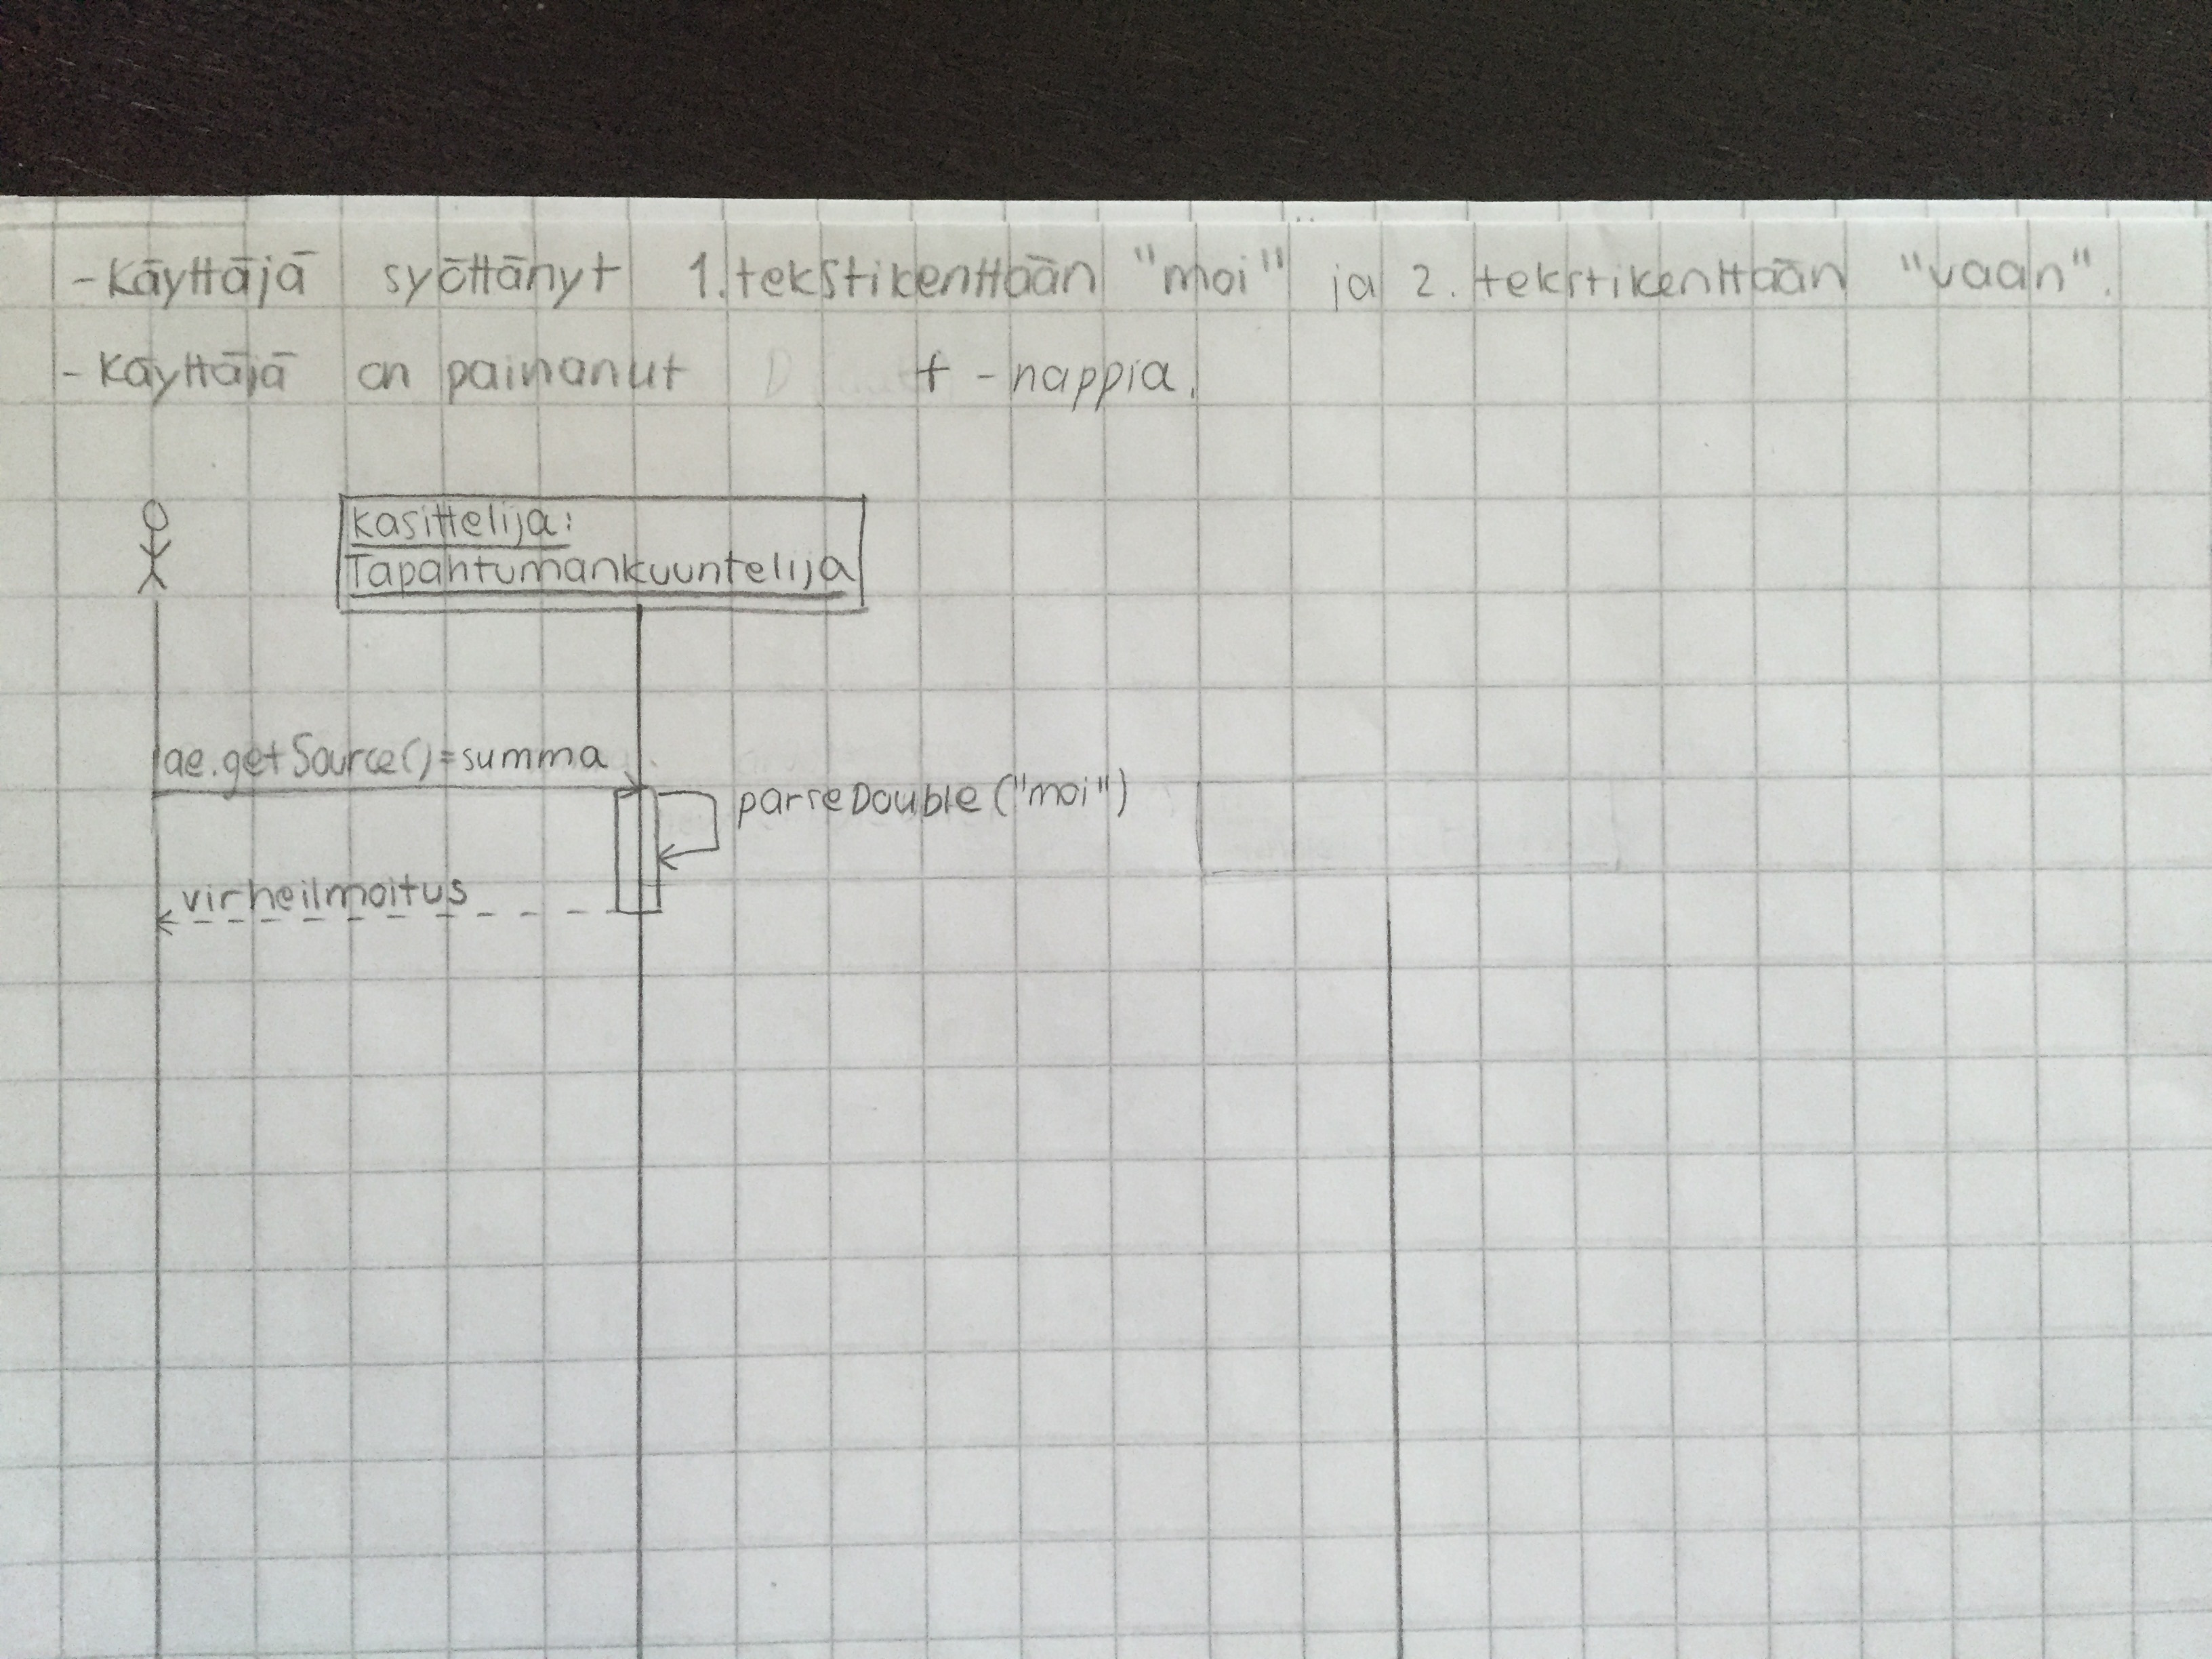 -Käyttäjä syöttänyt 1. tekstikenttään "moi" ja 2. tekstikenttään "vaan".
-Käyttäjä on painanut + -nappia.
kasittelija:
Tapahtumankuuntelija
ae.getSource()=summa
parseDouble("moi")
virheilmoitus